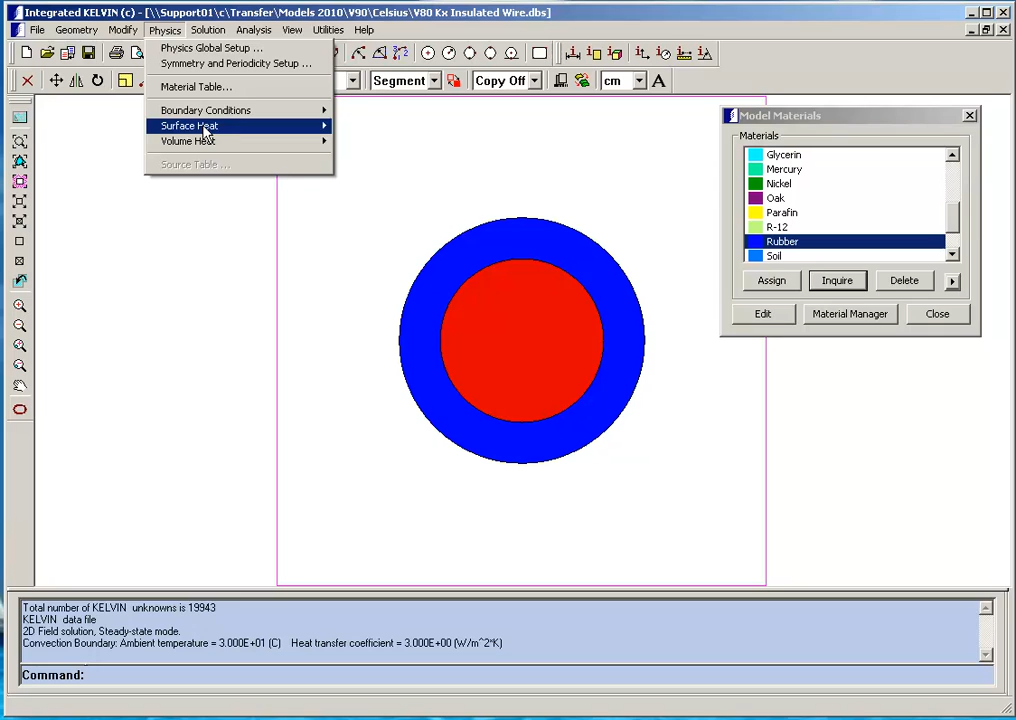 Integrated KELVIN (c) - [\\Support01\c\Transfer\Models 2010\V90\Celsius\V80 Kx Insulated Wire.dbs]
File Geometry Modify Physics Solution Analysis View Utilities Help
Physics Global Setup ...
Symmetry and Periodicity Setup ...
Material Table...
Boundary Conditions
Surface Heat
Volume Heat
Source Table ...
Segment Copy Off cm A
Model Materials
Materials
Glycerin
Mercury
Nickel
Oak
Parafin
R-12
Rubber
Soil
Assign Inquire Delete
Edit Material Manager Close
Total number of KELVIN unknowns is 19943
KELVIN data file
2D Field solution, Steady-state mode.
Convection Boundary: Ambient temperature = 3.000E+01 (C) Heat transfer coefficient = 3.000E+00 (W/m^2*K)
Command: